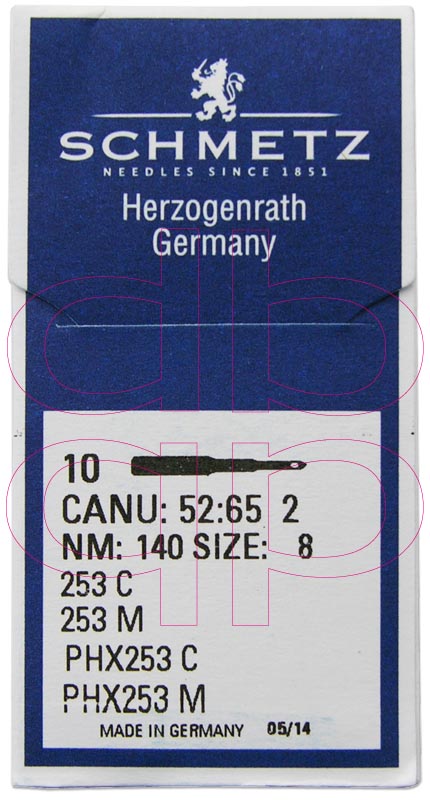 SCHMETZ
NEEDLES SINCE 1851
Herzogenrath
Germany
10
CANU: 52:65 2
NM: 140 SIZE: 8
253 C
253 M
PHX253 C
PHX253 M
MADE IN GERMANY 05/14